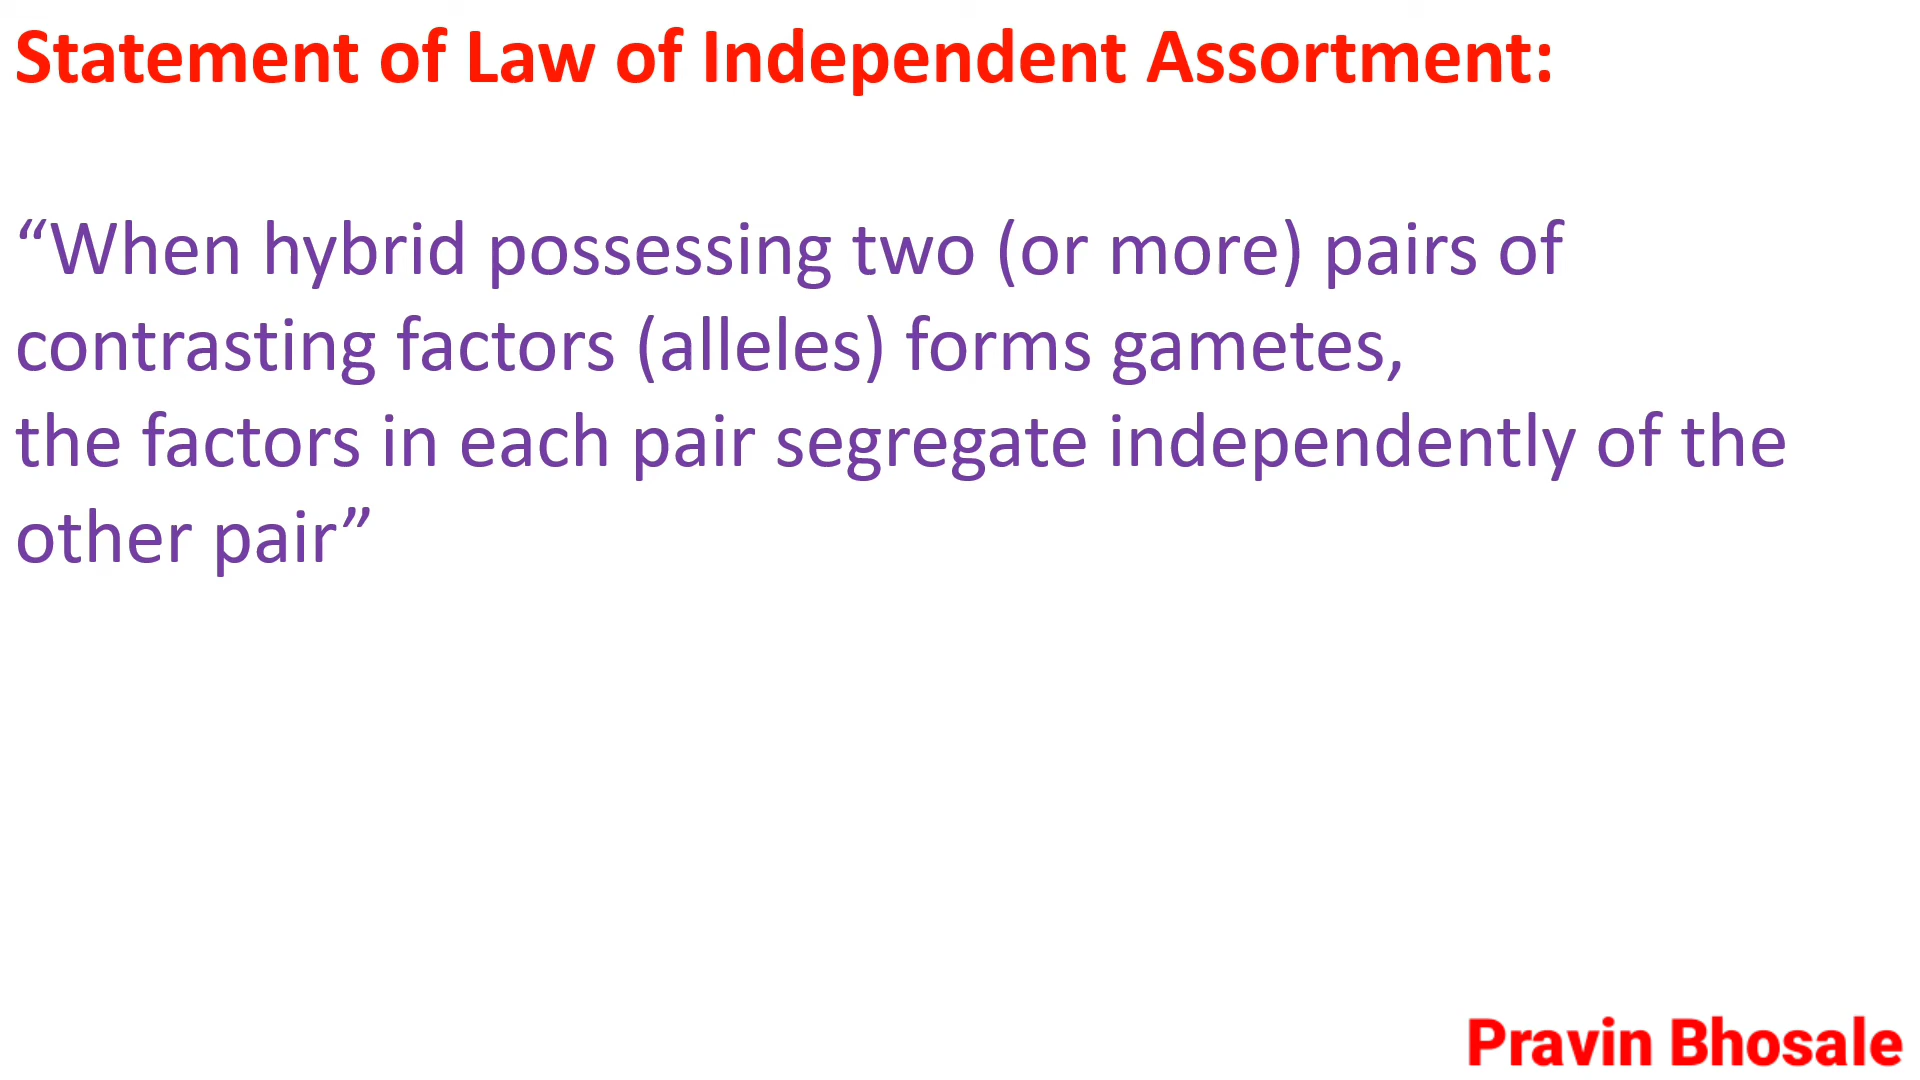 Statement of Law of Independent Assortment:
“When hybrid possessing two (or more) pairs of
contrasting factors (alleles) forms gametes,
the factors in each pair segregate independently of the
other pair”
Pravin Bhosale